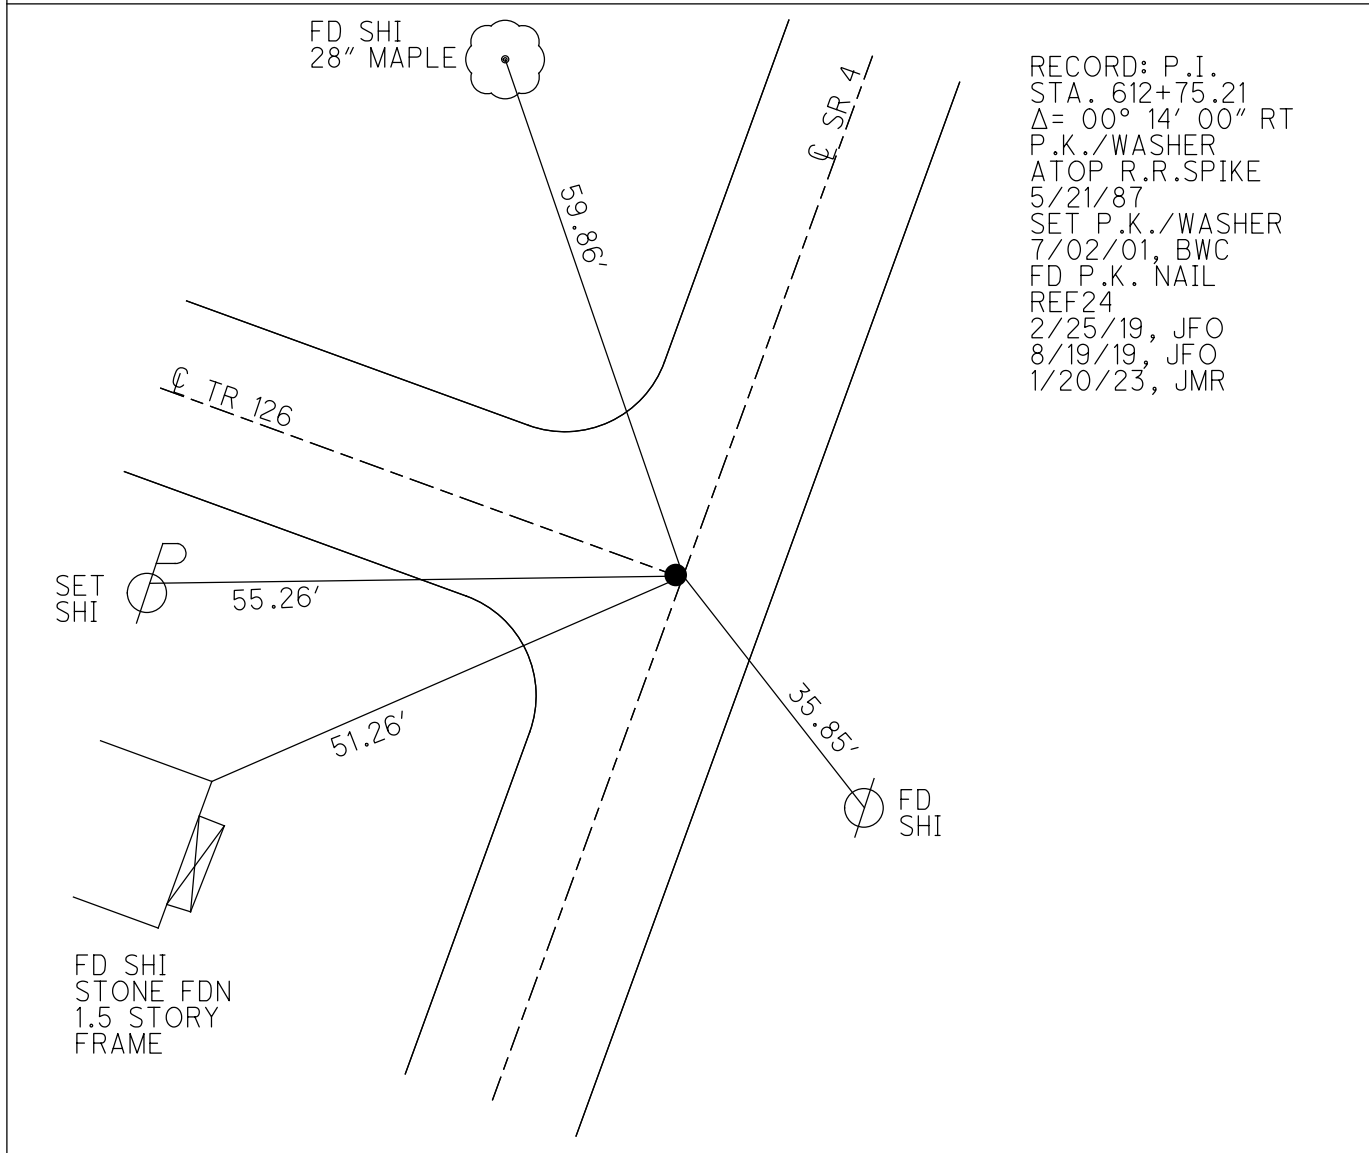 FD SHI
28" MAPLE
℄ SR 4
RECORD: P.I.
STA. 612+75.21
Δ= 00° 14' 00" RT
P.K./WASHER
ATOP R.R.SPIKE
5/21/87
SET P.K./WASHER
7/02/01, BWC
FD P.K. NAIL
REF24
2/25/19, JFO
8/19/19, JFO
1/20/23, JMR
59.86'
℄ TR 126
SET
SHI
55.26'
51.26'
35.85'
FD
SHI
FD SHI
STONE FDN
1.5 STORY
FRAME